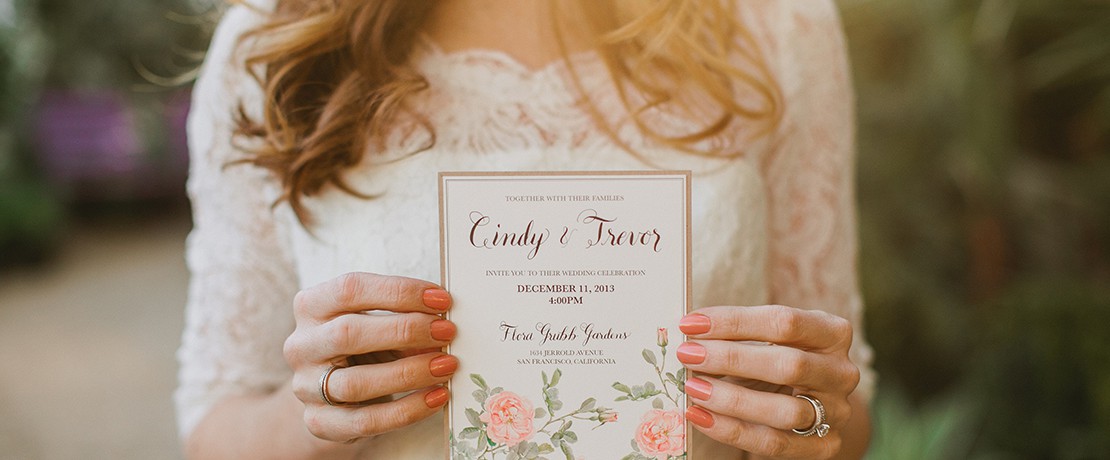 TOGETHER WITH THEIR FAMILIES
Cindy & Trevor
INVITE YOU TO THEIR WEDDING CELEBRATION
DECEMBER 11, 2013
4:00PM
Flora Grubb Gardens
1634 JERROLD AVENUE
SAN FRANCISCO, CALIFORNIA